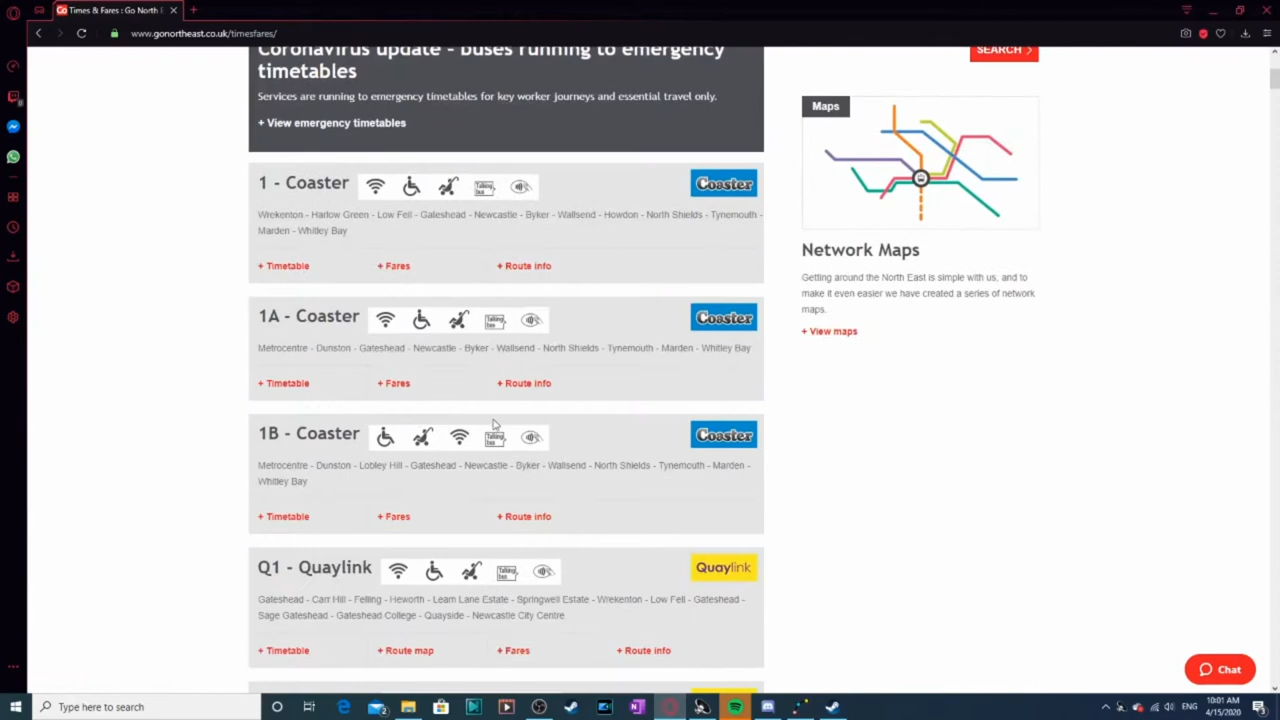 Times & Fares : Go North E
www.gonortheast.co.uk/timesfares/
Coronavirus update - buses running to emergency
timetables
Services are running to emergency timetables for key worker journeys and essential travel only.
+ View emergency timetables
SEARCH
Maps
Network Maps
Getting around the North East is simple with us, and to
make it even easier we have created a series of network
maps.
+ View maps
1 - Coaster
Talking bus
Coaster
Wrekenton - Harlow Green - Low Fell - Gateshead - Newcastle - Byker - Wallsend - Howdon - North Shields - Tynemouth -
Marden - Whitley Bay
+ Timetable + Fares + Route info
1A - Coaster
Talking bus
Coaster
Metrocentre - Dunston - Gateshead - Newcastle - Byker - Wallsend - North Shields - Tynemouth - Marden - Whitley Bay
+ Timetable + Fares + Route info
1B - Coaster
Talking bus
Coaster
Metrocentre - Dunston - Lobley Hill - Gateshead - Newcastle - Byker - Wallsend - North Shields - Tynemouth - Marden -
Whitley Bay
+ Timetable + Fares + Route info
Q1 - Quaylink
Talking bus
Quaylink
Gateshead - Carr Hill - Felling - Heworth - Leam Lane Estate - Springwell Estate - Wrekenton - Low Fell - Gateshead -
Sage Gateshead - Gateshead College - Quayside - Newcastle City Centre
+ Timetable + Route map + Fares + Route info
Chat
Type here to search
ENG
10:01 AM
4/15/2020